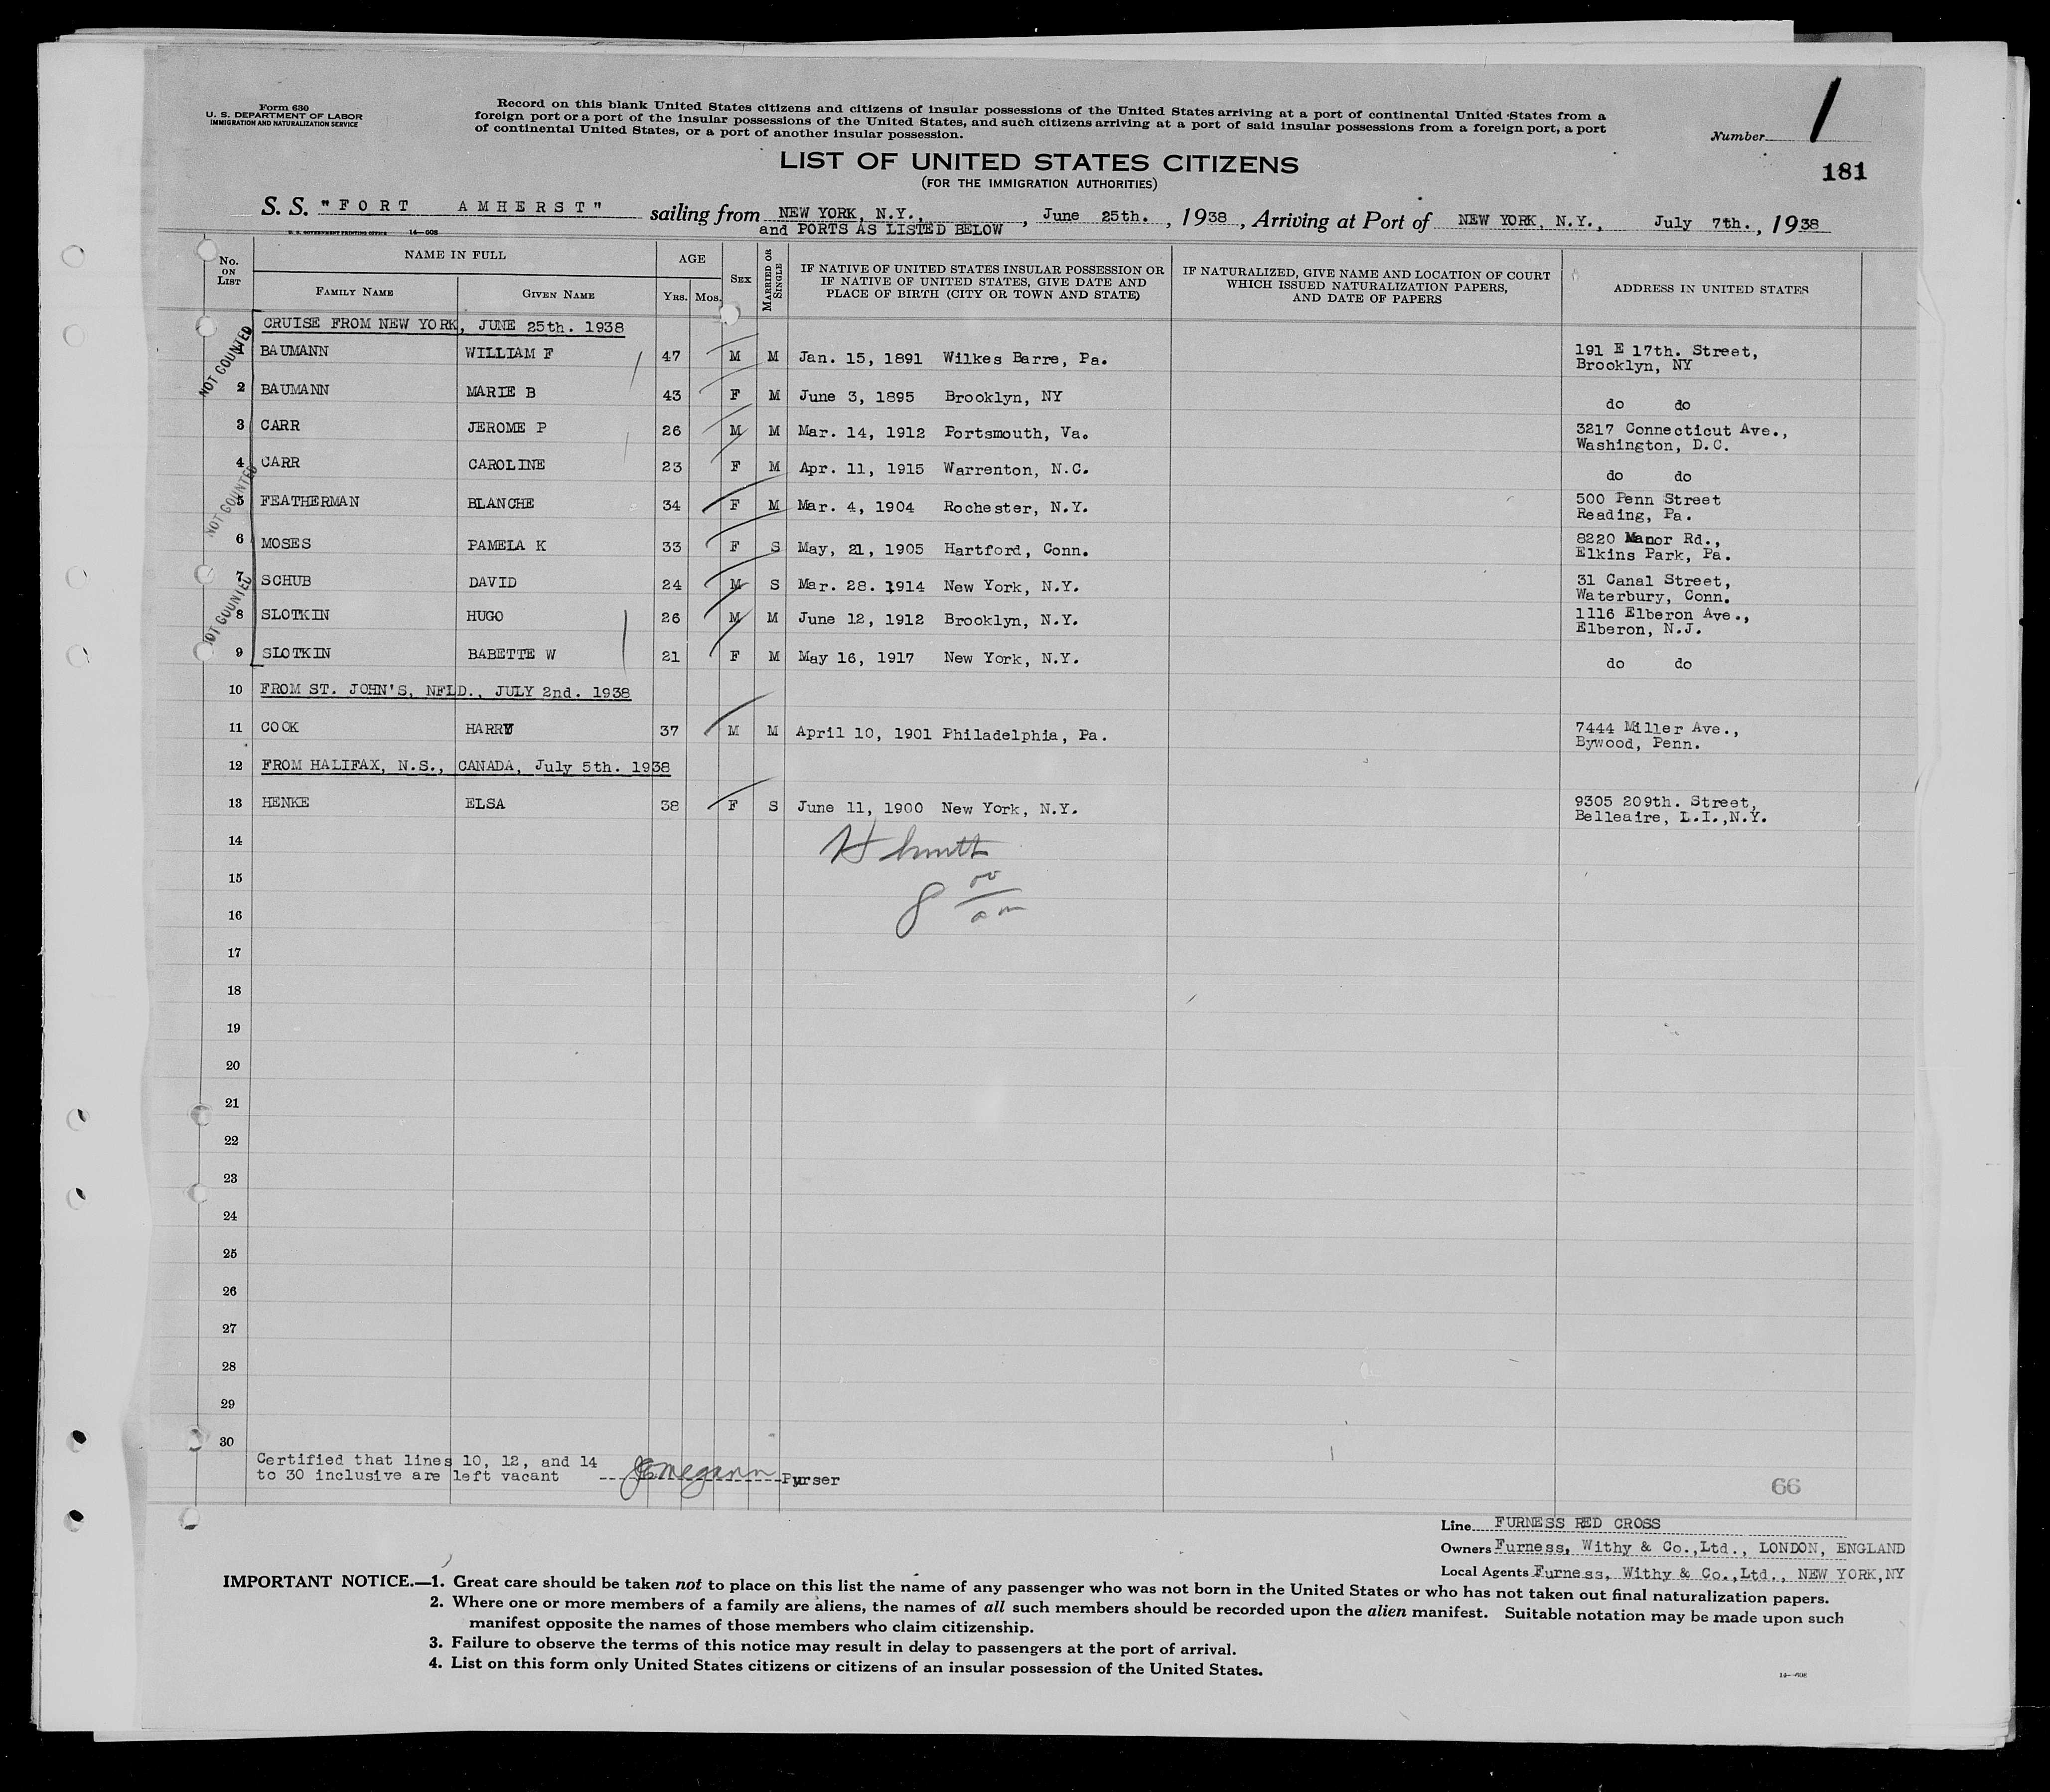 Form 630
U. S. DEPARTMENT OF LABOR
IMMIGRATION AND NATURALIZATION SERVICE
Record on this blank United States citizens and citizens of insular possessions of the United States arriving at a port of continental United States from a
foreign port or a port of the insular possessions of the United States, and such citizens arriving at a port of said insular possessions from a foreign port, a port
of continental United States, or a port of another insular possession.
Number 1
181
LIST OF UNITED STATES CITIZENS
(FOR THE IMMIGRATION AUTHORITIES)
S. S. "FORT AMHERST" sailing from NEW YORK, N.Y., June 25th., 1938, Arriving at Port of NEW YORK, N.Y., July 7th., 1938
and PORTS AS LISTED BELOW
U. S. GOVERNMENT PRINTING OFFICE 14—608
No. ON LIST
NAME IN FULL
FAMILY NAME
GIVEN NAME
AGE
YRS. MOS.
SEX
MARRIED OR SINGLE
IF NATIVE OF UNITED STATES INSULAR POSSESSION OR
IF NATIVE OF UNITED STATES, GIVE DATE AND
PLACE OF BIRTH (CITY OR TOWN AND STATE)
IF NATURALIZED, GIVE NAME AND LOCATION OF COURT
WHICH ISSUED NATURALIZATION PAPERS,
AND DATE OF PAPERS
ADDRESS IN UNITED STATES
CRUISE FROM NEW YORK, JUNE 25th. 1938
NOT COUNTED
1 BAUMANN WILLIAM F 47 M M Jan. 15, 1891 Wilkes Barre, Pa. 191 E 17th. Street,
Brooklyn, NY
2 BAUMANN MARIE B 43 F M June 3, 1895 Brooklyn, NY do do
3 CARR JEROME P 26 M M Mar. 14, 1912 Portsmouth, Va. 3217 Connecticut Ave.,
Washington, D.C.
4 CARR CAROLINE 23 F M Apr. 11, 1915 Warrenton, N.C. do do
NOT COUNTED
5 FEATHERMAN BLANCHE 34 F M Mar. 4, 1904 Rochester, N.Y. 500 Penn Street
Reading, Pa.
6 MOSES PAMELA K 33 F S May, 21, 1905 Hartford, Conn. 8220 Manor Rd.,
Elkins Park, Pa.
7 SCHUB DAVID 24 M S Mar. 28. 1914 New York, N.Y. 31 Canal Street,
Waterbury, Conn.
NOT COUNTED
8 SLOTKIN HUGO 26 M M June 12, 1912 Brooklyn, N.Y. 1116 Elberon Ave.,
Elberon, N.J.
9 SLOTKIN BABETTE W 21 F M May 16, 1917 New York, N.Y. do do
10 FROM ST. JOHN'S, NFLD., JULY 2nd. 1938
11 COOK HARRY 37 M M April 10, 1901 Philadelphia, Pa. 7444 Miller Ave.,
Bywood, Penn.
12 FROM HALIFAX, N.S., CANADA, July 5th. 1938
13 HENKE ELSA 38 F S June 11, 1900 New York, N.Y. 9305 209th. Street,
Belleaire, L.I.,N.Y.
14
15
8 00
am
16
17
18
19
20
21
22
23
24
25
26
27
28
29
30
Certified that lines 10, 12, and 14
to 30 inclusive are left vacant Purser
66
Line FURNESS RED CROSS
Owners Furness, Withy & Co.,Ltd., LONDON, ENGLAND
Local Agents Furness, Withy & Co.,Ltd., NEW YORK,NY
IMPORTANT NOTICE.—1. Great care should be taken not to place on this list the name of any passenger who was not born in the United States or who has not taken out final naturalization papers.
2. Where one or more members of a family are aliens, the names of all such members should be recorded upon the alien manifest. Suitable notation may be made upon such
manifest opposite the names of those members who claim citizenship.
3. Failure to observe the terms of this notice may result in delay to passengers at the port of arrival.
4. List on this form only United States citizens or citizens of an insular possession of the United States.
14—608